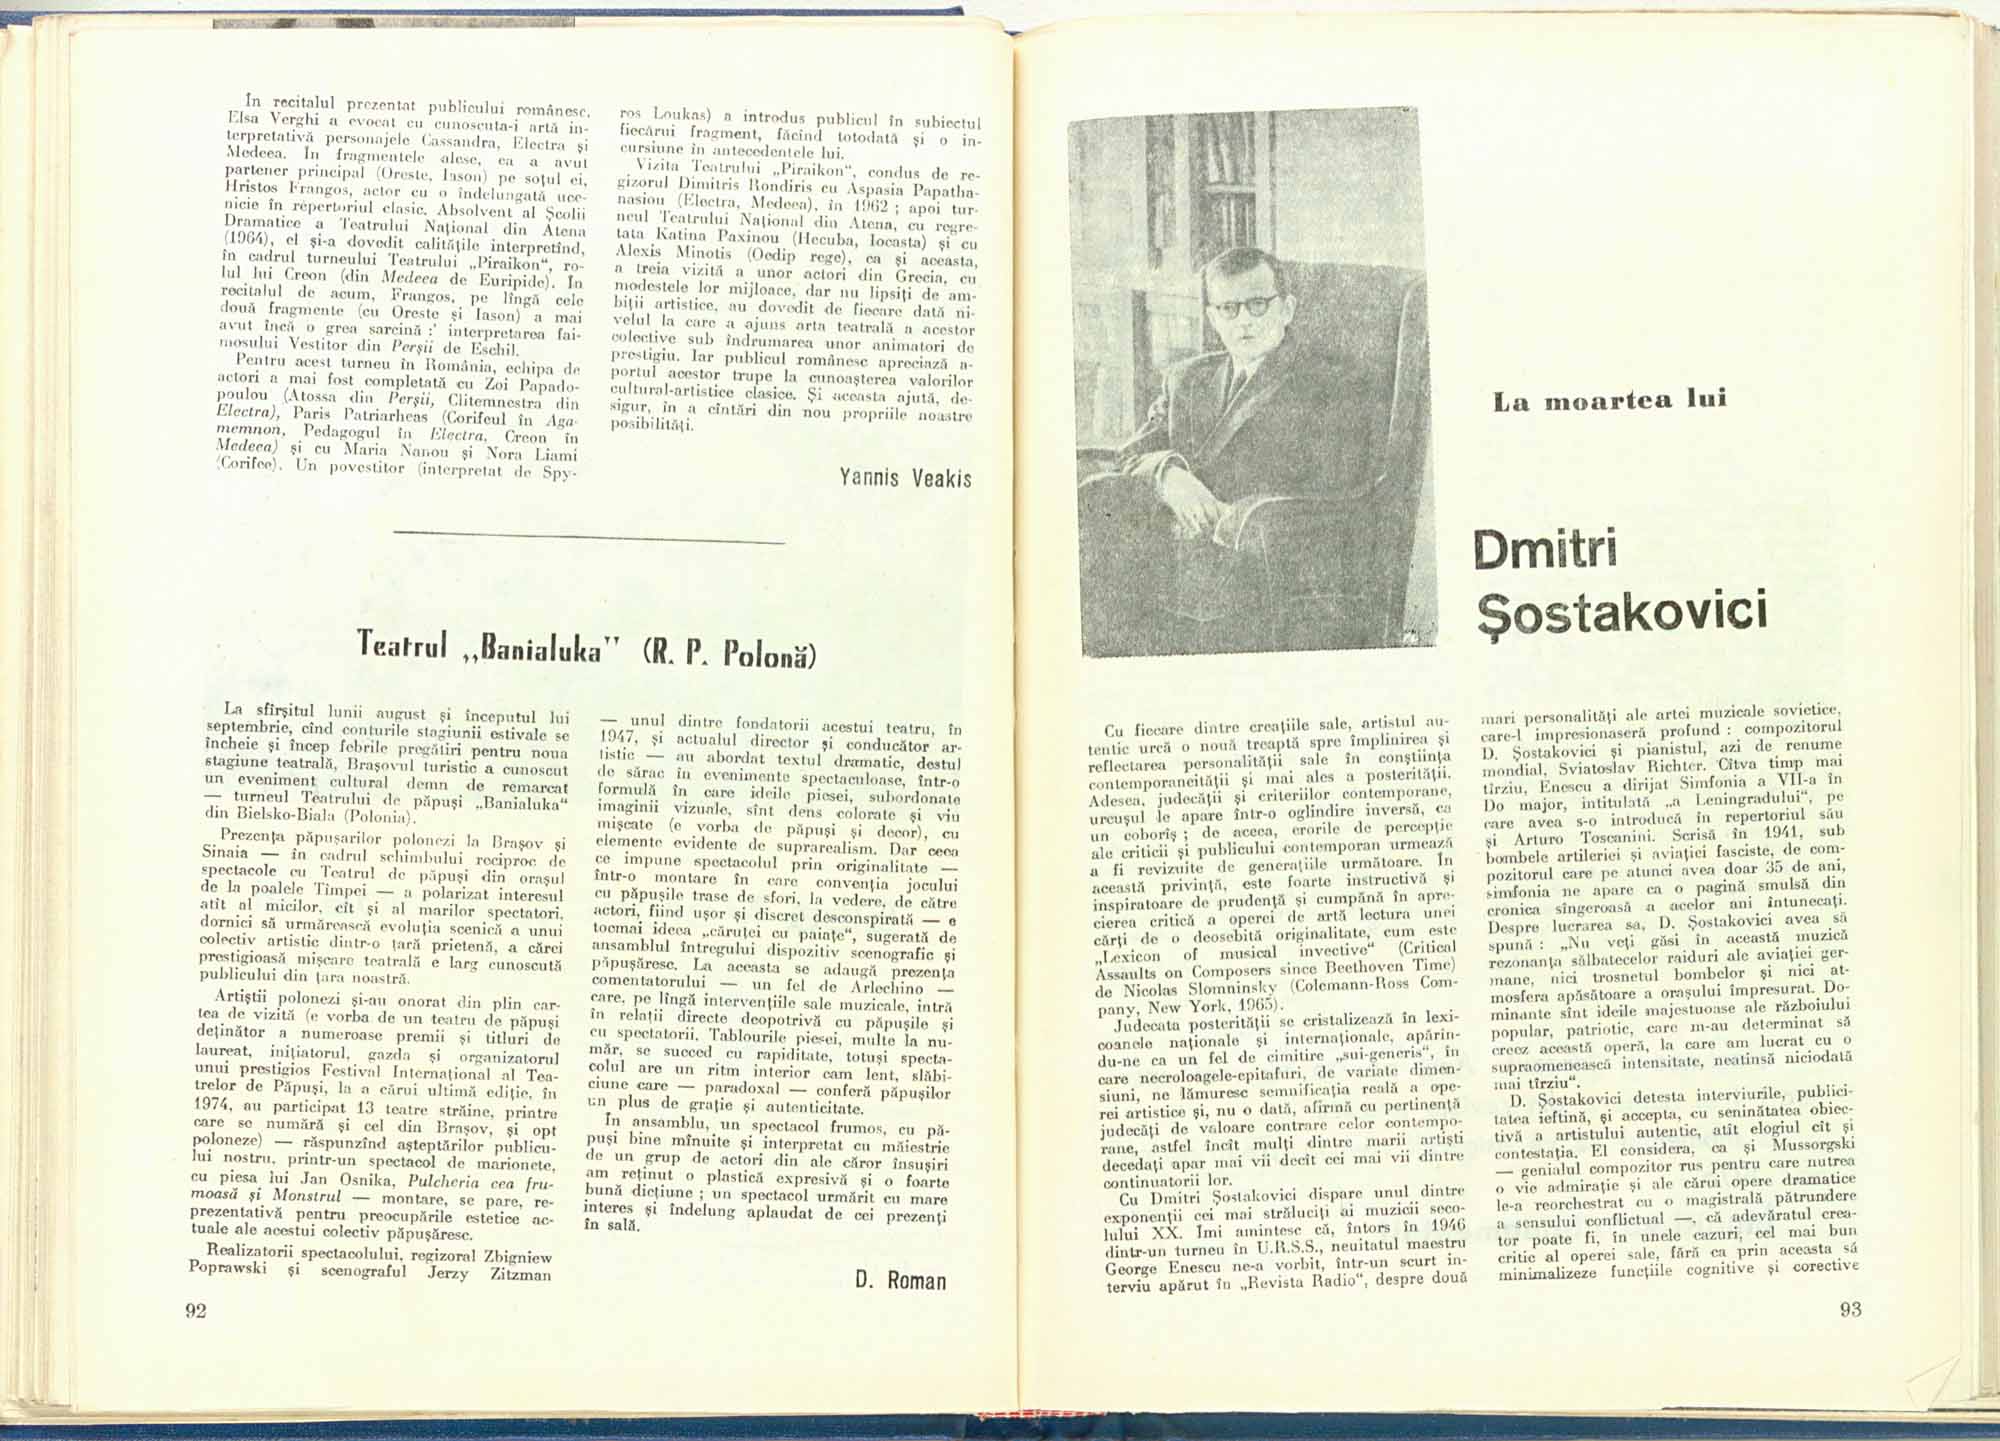 In recitalul prezentat publicului românesc,
Elsa Verghi a evocat cu cunoscuta-i artă in-
terpretativă personajele Cassandra, Electra și
Medeea. In fragmentele alese, ea a avut
partener principal (Oreste, Iason) pe soțul ei,
Hristos Frangos, actor cu o îndelungată uce-
nicie în repertoriul clasic. Absolvent al Școlii
Dramatice a Teatrului Național din Atena
(1964), el și-a dovedit calitățile interpretînd,
în cadrul turneului Teatrului „Piraikon“, ro-
lul lui Creon (din Medeea de Euripide). In
recitalul de acum, Frangos, pe lîngă cele
două fragmente (cu Oreste și Iason) a mai
avut încă o grea sarcină : interpretarea fai-
mosului Vestitor din Perșii de Eschil.
Pentru acest turneu în România, echipa de
actori a mai fost completată cu Zoi Papado-
poulou (Atossa din Perșii, Clitemnestra din
Electra), Paris Patriarheas (Corifeul în Aga-
memnon, Pedagogul în Electra, Creon în
Medeea) și cu Maria Nanou și Nora Liami
(Corifee). Un povestitor (interpretat de Spy-
ros Loukas) a introdus publicul în subiectul
fiecărui fragment, făcînd totodată și o in-
cursiune în antecedentele lui.
Vizita Teatrului „Piraikon“, condus de re-
gizorul Dimitris Rondiris cu Aspasia Papatha-
nasiou (Electra, Medeea), în 1962 ; apoi tur-
neul Teatrului Național din Atena, cu regre-
tata Katina Paxinou (Hecuba, Iocasta) și cu
Alexis Minotis (Oedip rege), ca și aceasta,
a treia vizită a unor actori din Grecia, cu
modestele lor mijloace, dar nu lipsiți de am-
biții artistice, au dovedit de fiecare dată ni-
velul la care a ajuns arta teatrală a acestor
colective sub îndrumarea unor animatori de
prestigiu. Iar publicul românesc apreciază a-
portul acestor trupe la cunoașterea valorilor
cultural-artistice clasice. Și aceasta ajută, de-
sigur, în a cîntări din nou propriile noastre
posibilități.
Yannis Veakis
Teatrul „Banialuka” (R. P. Polonă)
La sfîrșitul lunii august și începutul lui
septembrie, cînd conturile stagiunii estivale se
încheie și încep febrile pregătiri pentru noua
stagiune teatrală, Brașovul turistic a cunoscut
un eveniment cultural demn de remarcat
— turneul Teatrului de păpuși „Banialuka“
din Bielsko-Biala (Polonia).
Prezența păpușarilor polonezi la Brașov și
Sinaia — în cadrul schimbului reciproc de
spectacole cu Teatrul de păpuși din orașul
de la poalele Tîmpei — a polarizat interesul
atît al micilor, cît și al marilor spectatori,
dornici să urmărească evoluția scenică a unui
colectiv artistic dintr-o țară prietenă, a cărei
prestigioasă mișcare teatrală e larg cunoscută
publicului din țara noastră.
Artiștii polonezi și-au onorat din plin car-
tea de vizită (e vorba de un teatru de păpuși
deținător a numeroase premii și titluri de
laureat, inițiatorul, gazda și organizatorul
unui prestigios Festival Internațional al Tea-
trelor de Păpuși, la a cărui ultimă ediție, în
1974, au participat 13 teatre străine, printre
care se numără și cel din Brașov, și opt
poloneze) — răspunzînd așteptărilor publicu-
lui nostru, printr-un spectacol de marionete,
cu piesa lui Jan Osnika, Pulcheria cea fru-
moasă și Monstrul — montare, se pare, re-
prezentativă pentru preocupările estetice ac-
tuale ale acestui colectiv păpușăresc.
Realizatorii spectacolului, regizoral Zbigniew
Poprawski și scenograful Jerzy Zitzman
— unul dintre fondatorii acestui teatru, în
1947, și actualul director și conducător ar-
tistic — au abordat textul dramatic, destul
de sărac în evenimente spectaculoase, într-o
formulă în care ideile piesei, subordonate
imaginii vizuale, sînt dens colorate și viu
mișcate (e vorba de păpuși și decor), cu
elemente evidente de suprarealism. Dar ceea
ce impune spectacolul prin originalitate —
într-o montare în care convenția jocului
cu păpușile trase de sfori, la vedere, de către
actori, fiind ușor și discret desconspirată — e
tocmai ideea „căruței cu paiațe“, sugerată de
ansamblul întregului dispozitiv scenografic și
păpușăresc. La aceasta se adaugă prezența
comentatorului — un fel de Arlechino —
care, pe lîngă intervențiile sale muzicale, intră
în relații directe deopotrivă cu păpușile și
cu spectatorii. Tablourile piesei, multe la nu-
măr, se succed cu rapiditate, totuși specta-
colul are un ritm interior cam lent, slăbi-
ciune care — paradoxal — conferă păpușilor
un plus de grație și autenticitate.
In ansamblu, un spectacol frumos, cu pă-
puși bine mînuite și interpretat cu măiestrie
de un grup de actori din ale căror însușiri
am reținut o plastică expresivă și o foarte
bună dicțiune ; un spectacol urmărit cu mare
interes și îndelung aplaudat de cei prezenți
în sală.
D. Roman
92
La moartea lui
Dmitri
Șostakovici
Cu fiecare dintre creațiile sale, artistul au-
tentic urcă o nouă treaptă spre împlinirea și
reflectarea personalității sale în conștiința
contemporaneității și mai ales a posterității.
Adesea, judecății și criteriilor contemporane,
urcușul le apare într-o oglindire inversă, ca
un coborîș ; de aceea, erorile de percepție
ale criticii și publicului contemporan urmează
a fi revizuite de generațiile următoare. In
această privință, este foarte instructivă și
inspiratoare de prudență și cumpănă în apre-
cierea critică a operei de artă lectura unei
cărți de o deosebită originalitate, cum este
„Lexicon of musical invective“ (Critical
Assaults on Composers since Beethoven Time)
de Nicolas Slomninsky (Colemann-Ross Com-
pany, New York, 1965).
Judecata posterității se cristalizează în lexi-
coanele naționale și internaționale, apărîn-
du-ne ca un fel de cimitire „sui-generis“, în
care necroloagele-epitafuri, de variate dimen-
siuni, ne lămuresc semnificația reală a ope-
rei artistice și, nu o dată, afirmă cu pertinență
judecăți de valoare contrare celor contempo-
rane, astfel încît mulți dintre marii artiști
decedați apar mai vii decît cei mai vii dintre
continuatorii lor.
Cu Dmitri Șostakovici dispare unul dintre
exponenții cei mai străluciți ai muzicii seco-
lului XX. Imi amintesc că, întors în 1946
dintr-un turneu în U.R.S.S., neuitatul maestru
George Enescu ne-a vorbit, într-un scurt in-
terviu apărut în „Revista Radio“, despre două
mari personalități ale artei muzicale sovietice,
care-l impresionaseră profund : compozitorul
D. Șostakovici și pianistul, azi de renume
mondial, Sviatoslav Richter. Cîtva timp mai
tîrziu, Enescu a dirijat Simfonia a VII-a în
Do major, intitulată „a Leningradului“, pe
care avea s-o introducă în repertoriul său
și Arturo Toscanini. Scrisă în 1941, sub
bombele artileriei și aviației fasciste, de com-
pozitorul care pe atunci avea doar 35 de ani,
simfonia ne apare ca o pagină smulsă din
cronica sîngeroasă a acelor ani întunecați.
Despre lucrarea sa, D. Șostakovici avea să
spună : „Nu veți găsi în această muzică
rezonanța sălbatecelor raiduri ale aviației ger-
mane, nici trosnetul bombelor și nici at-
mosfera apăsătoare a orașului împresurat. Do-
minante sînt ideile majestuoase ale războiului
popular, patriotic, care m-au determinat să
creez această operă, la care am lucrat cu o
supraomenească intensitate, neatinsă niciodată
mai tîrziu“.
D. Șostakovici detesta interviurile, publici-
tatea ieftină, și accepta, cu seninătatea obiec-
tivă a artistului autentic, atît elogiul cît și
contestația. El considera, ca și Mussorgski
— genialul compozitor rus pentru care nutrea
o vie admirație și ale cărui opere dramatice
le-a reorchestrat cu o magistrală pătrundere
a sensului conflictual —, că adevăratul crea-
tor poate fi, în unele cazuri, cel mai bun
critic al operei sale, fără ca prin aceasta să
minimalizeze funcțiile cognitive și corective
93